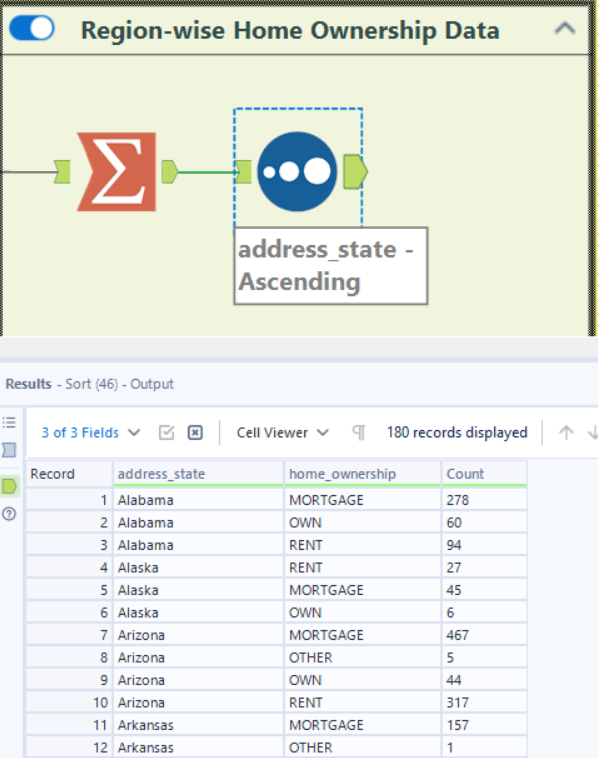 Region-wise Home Ownership Data
Σ
address_state -
Ascending
Results - Sort (46) - Output
3 of 3 Fields Cell Viewer 180 records displayed
Record address_state home_ownership Count
1 Alabama MORTGAGE 278
2 Alabama OWN 60
3 Alabama RENT 94
4 Alaska RENT 27
5 Alaska MORTGAGE 45
6 Alaska OWN 6
7 Arizona MORTGAGE 467
8 Arizona OTHER 5
9 Arizona OWN 44
10 Arizona RENT 317
11 Arkansas MORTGAGE 157
12 Arkansas OTHER 1